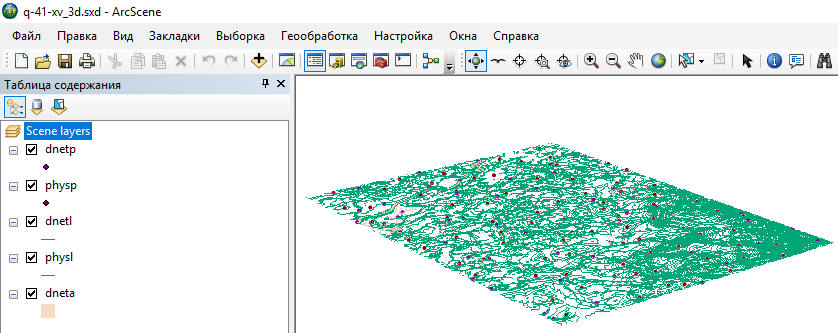 q-41-xv_3d.sxd - ArcScene
Файл Правка Вид Закладки Выборка Геообработка Настройка Окна Справка
Таблица содержания
Scene layers
dnetp
physp
dnetl
physl
dneta